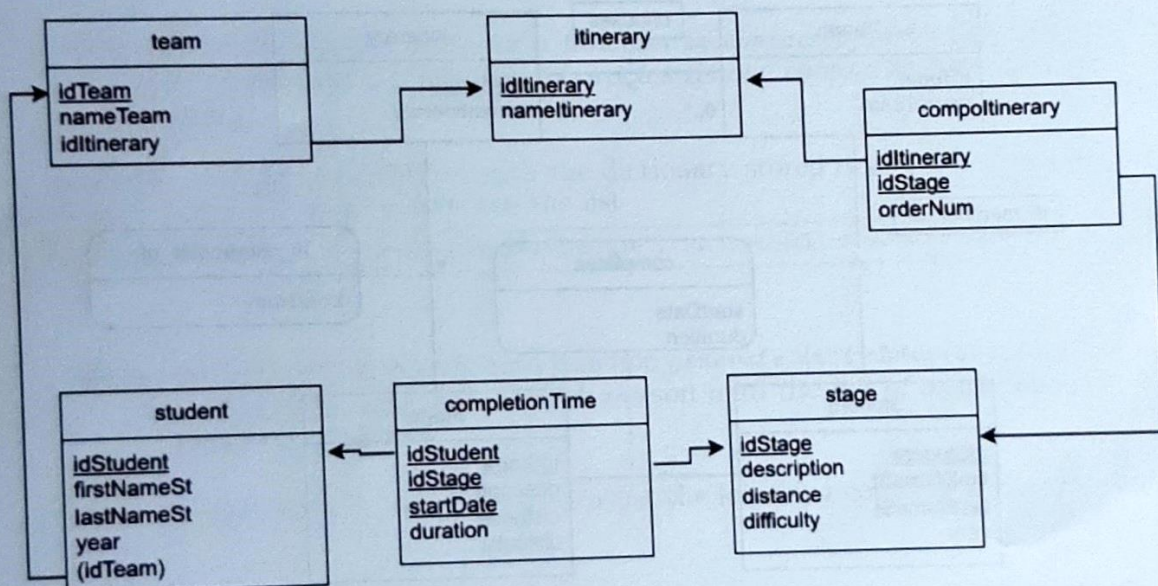 team
idTeam
nameTeam
idItinerary
itinerary
idItinerary
nameItinerary
compoItinerary
idItinerary
idStage
orderNum
student
idStudent
firstNameSt
lastNameSt
year
(idTeam)
completionTime
idStudent
idStage
startDate
duration
stage
idStage
description
distance
difficulty